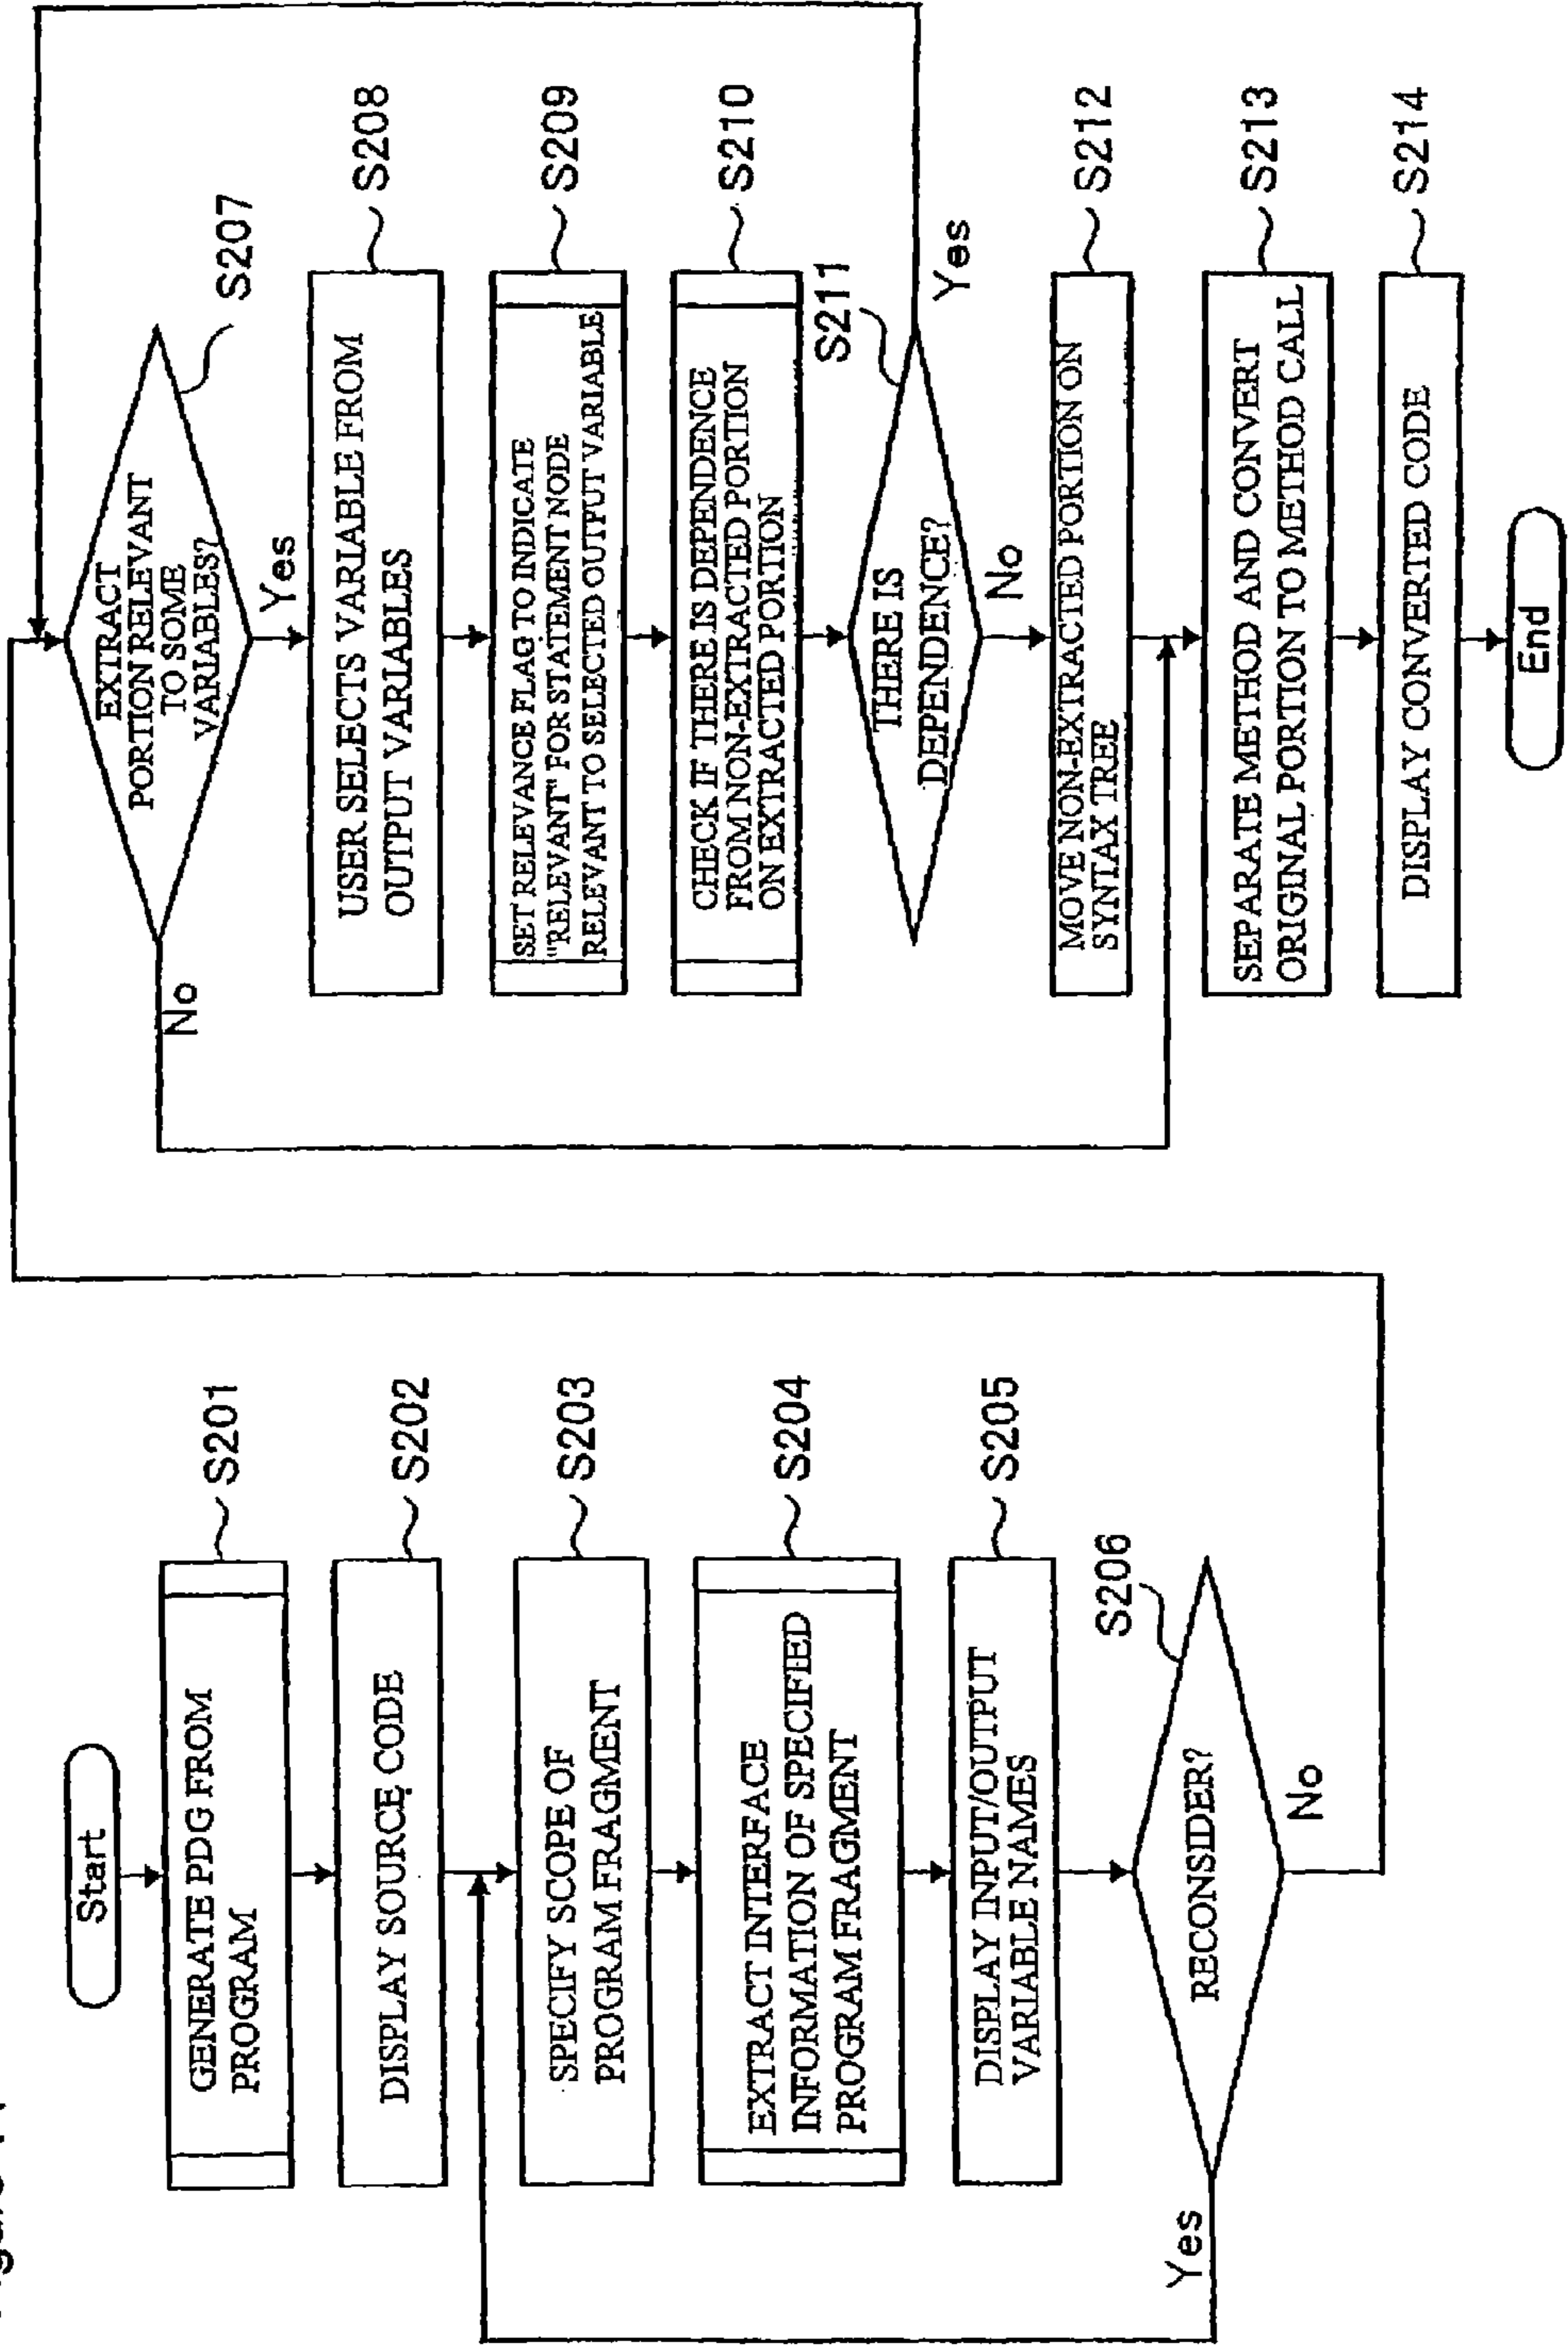 Start
GENERATE PDG FROM
PROGRAM
S201
DISPLAY SOURCE CODE
S202
SPECIFY SCOPE OF
PROGRAM FRAGMENT
S203
EXTRACT INTERFACE
INFORMATION OF SPECIFIED
PROGRAM FRAGMENT
S204
DISPLAY INPUT/OUTPUT
VARIABLE NAMES
S205
S206
RECONSIDER?
Yes
No
EXTRACT
PORTION RELEVANT
TO SOME
VARIABLES?
S207
No
Yes
USER SELECTS VARIABLE FROM
OUTPUT VARIABLES
S208
SET RELEVANCE FLAG TO INDICATE
"RELEVANT" FOR STATEMENT NODE
RELEVANT TO SELECTED OUTPUT VARIABLE
S209
CHECK IF THERE IS DEPENDENCE
FROM NON-EXTRACTED PORTION
ON EXTRACTED PORTION
S210
S211
THERE IS
DEPENDENCE?
Yes
No
MOVE NON-EXTRACTED PORTION ON
SYNTAX TREE
S212
SEPARATE METHOD AND CONVERT
ORIGINAL PORTION TO METHOD CALL
S213
DISPLAY CONVERTED CODE
S214
End